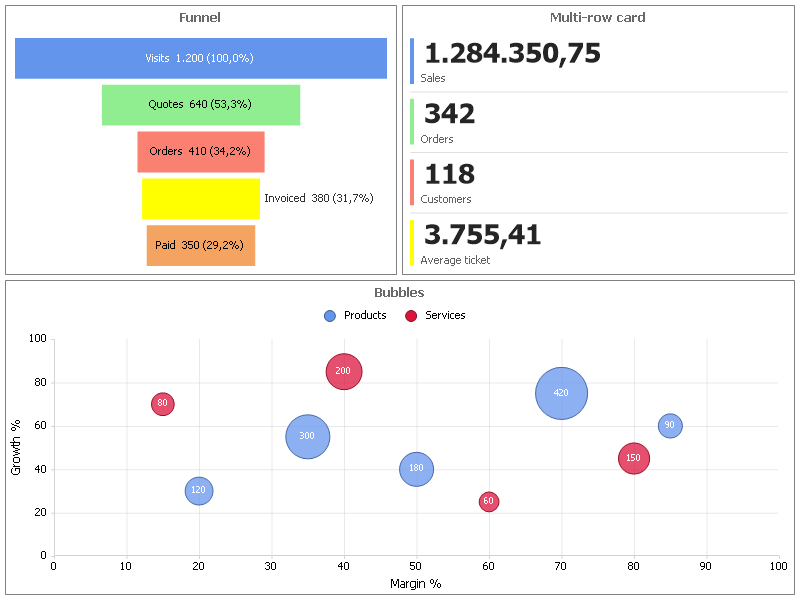 Funnel
Visits 1.200 (100,0%)
Quotes 640 (53,3%)
Orders 410 (34,2%)
Invoiced 380 (31,7%)
Paid 350 (29,2%)
Multi-row card
1.284.350,75
Sales
342
Orders
118
Customers
3.755,41
Average ticket
Bubbles
Products Services
Growth %
100
80
60
40
20
0
420
200
80
90
300
180
150
120
60
0 10 20 30 40 50 60 70 80 90 100
Margin %